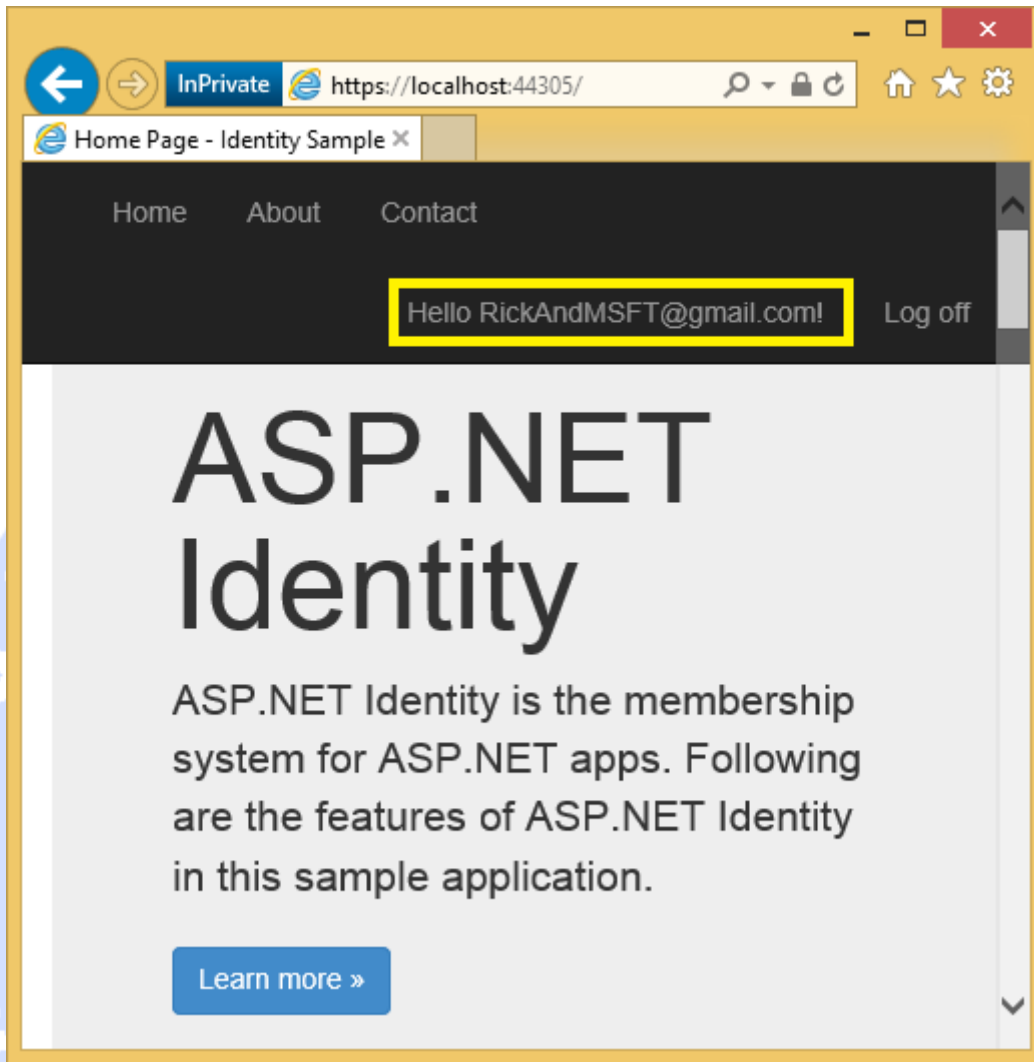 InPrivate https://localhost:44305/
Home Page - Identity Sample
Home About Contact
Hello RickAndMSFT@gmail.com! Log off
ASP.NET
Identity
ASP.NET Identity is the membership
system for ASP.NET apps. Following
are the features of ASP.NET Identity
in this sample application.
Learn more »